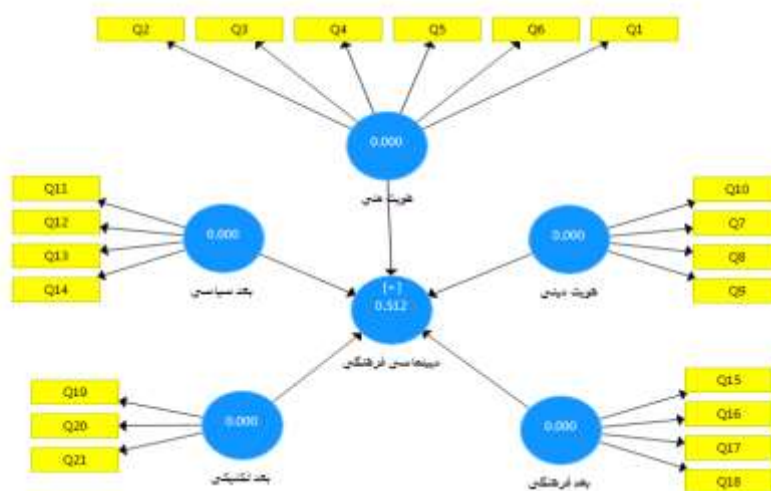 Q2 Q3 Q4 Q5 Q6 Q1
0.000
هویت ملی
Q11
Q12
Q13
Q14
0.000
بعد سیاسی
Q10
Q7
Q8
Q9
0.000
هویت دینی
[+]
0.512
دیپلماسی فرهنگی
Q19
Q20
Q21
0.000
بعد تکنیکی
Q15
Q16
Q17
Q18
0.000
بعد فرهنگی